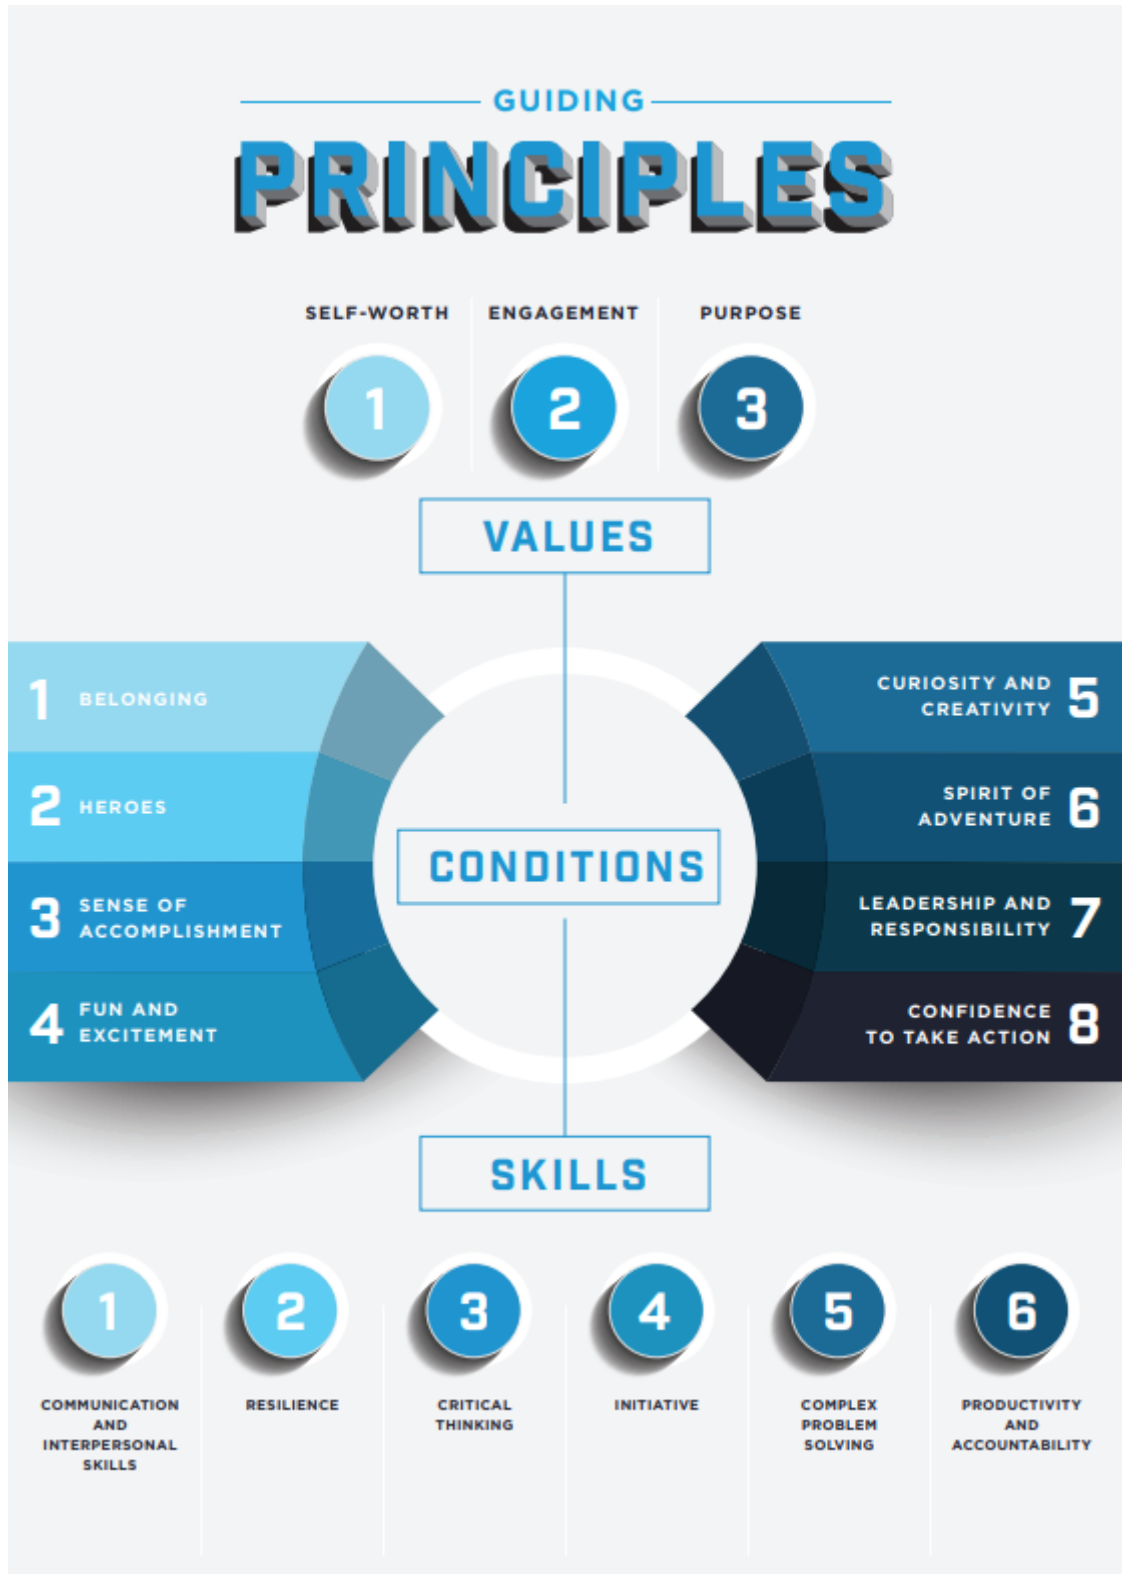 GUIDING
PRINCIPLES
SELF-WORTH
ENGAGEMENT
PURPOSE
1
2
3
VALUES
1 BELONGING
2 HEROES
3 SENSE OF
ACCOMPLISHMENT
4 FUN AND
EXCITEMENT
CONDITIONS
CURIOSITY AND
CREATIVITY 5
SPIRIT OF
ADVENTURE 6
LEADERSHIP AND
RESPONSIBILITY 7
CONFIDENCE
TO TAKE ACTION 8
SKILLS
1
COMMUNICATION
AND
INTERPERSONAL
SKILLS
2
RESILIENCE
3
CRITICAL
THINKING
4
INITIATIVE
5
COMPLEX
PROBLEM
SOLVING
6
PRODUCTIVITY
AND
ACCOUNTABILITY